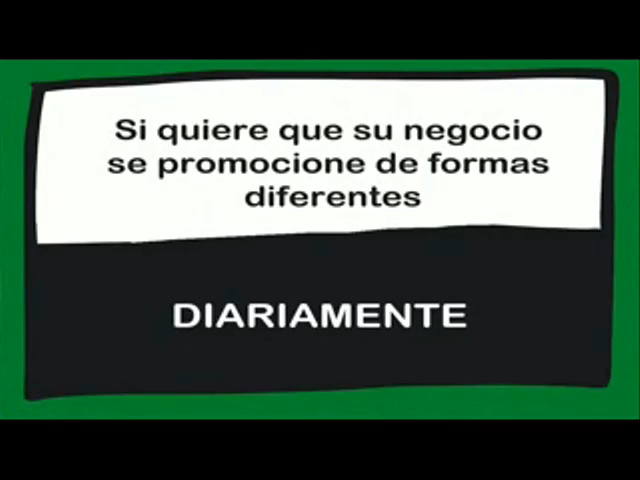 Si quiere que su negocio
se promocione de formas
diferentes
DIARIAMENTE